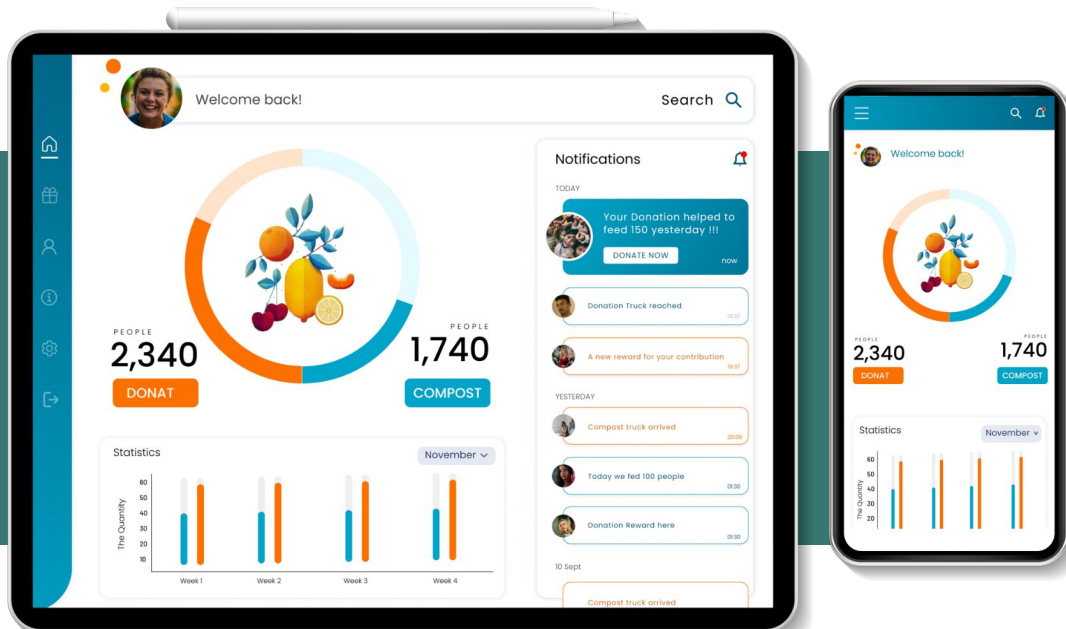 Welcome back!
Search
PEOPLE
2,340
DONAT
PEOPLE
1,740
COMPOST
Statistics
November
The Quantity
60
50
40
30
20
10
Week 1
Week 2
Week 3
Week 4
Notifications
TODAY
Your Donation helped to
feed 150 yesterday !!!
DONATE NOW
now
Donation Truck reached
19:37
A new reward for your contribution
19:07
YESTERDAY
Compost truck arrived
20:00
Today we fed 100 people
01:30
Donation Reward here
01:30
10 Sept
Compost truck arrived
Welcome back!
PEOPLE
2,340
DONAT
PEOPLE
1,740
COMPOST
Statistics
November
The Quantity
60
50
40
30
20